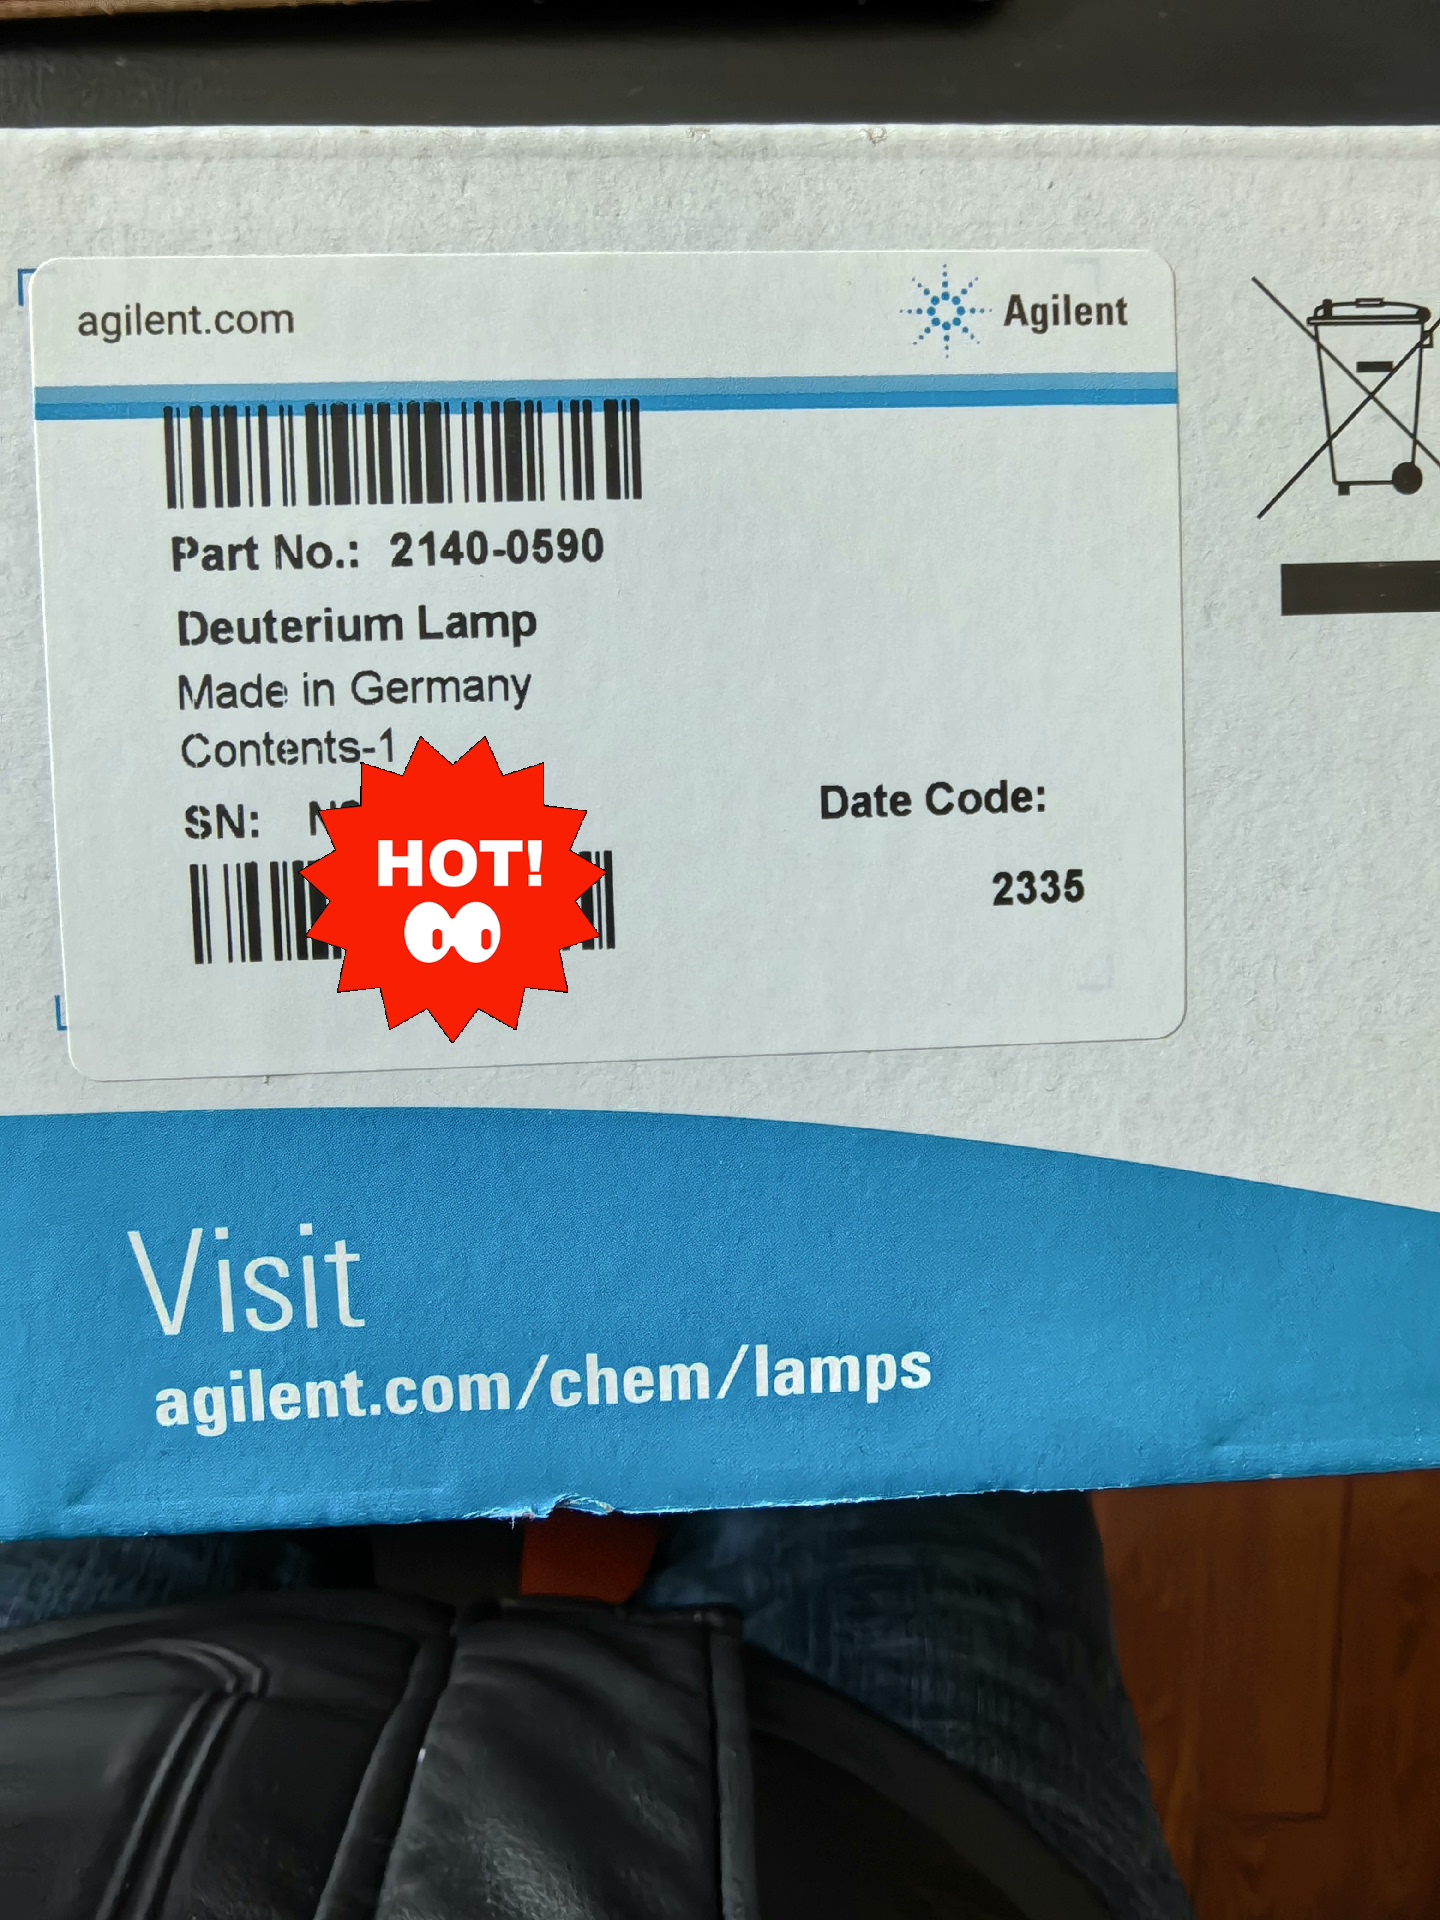 agilent.com
Agilent
Part No.: 2140-0590
Deuterium Lamp
Made in Germany
Contents-1
SN:
Date Code:
2335
HOT!
Visit
agilent.com/chem/lamps